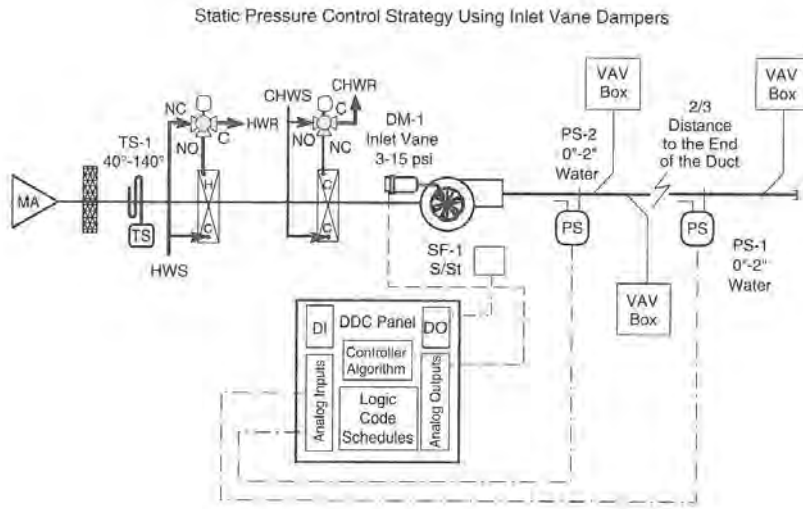 Static Pressure Control Strategy Using Inlet Vane Dampers
NC
C
HWR
NO
TS-1
40°-140°
MA
TS
H
C
HWS
CHWS
CHWR
C
NO
NC
C
C
DM-1
Inlet Vane
3-15 psi
SF-1
S/St
PS-2
0"-2"
Water
VAV
Box
2/3
Distance
to the End
of the Duct
VAV
Box
PS
PS
PS-1
0"-2"
Water
VAV
Box
DI
DDC Panel
DO
Controller
Algorithm
Analog Inputs
Logic
Code
Schedules
Analog Outputs